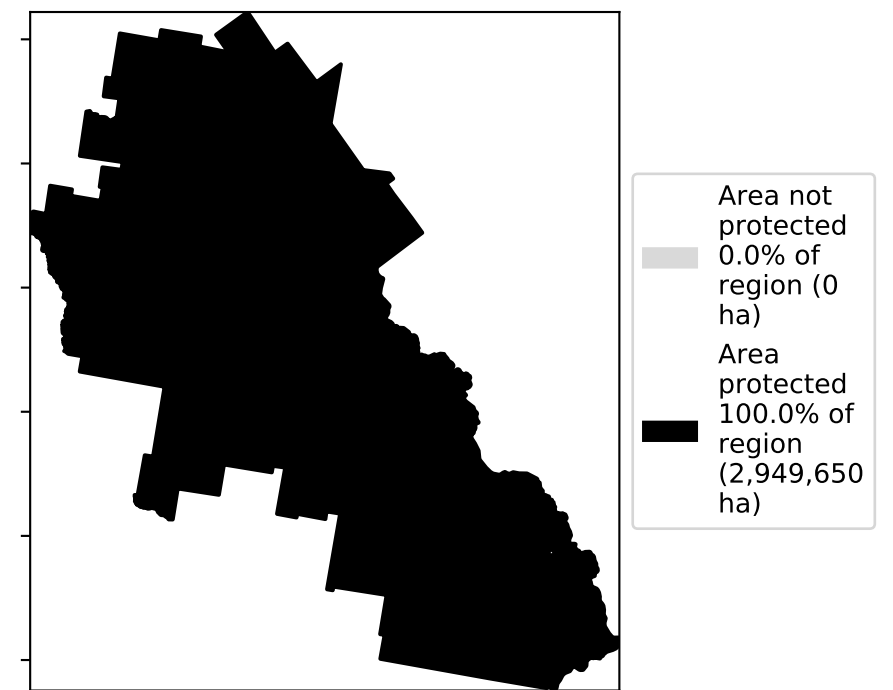 Area not
protected
0.0% of
region (0
ha)
Area
protected
100.0% of
region
(2,949,650
ha)